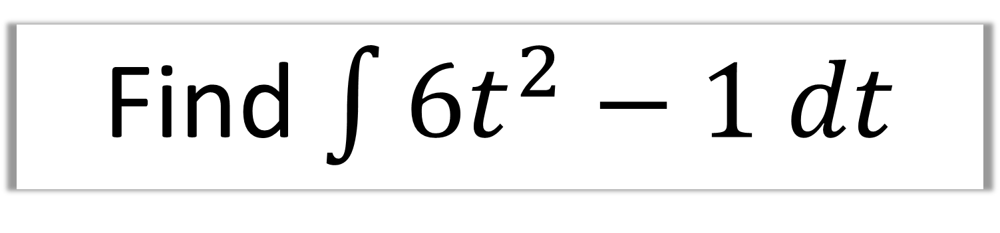 Find ∫ 6t² − 1 dt